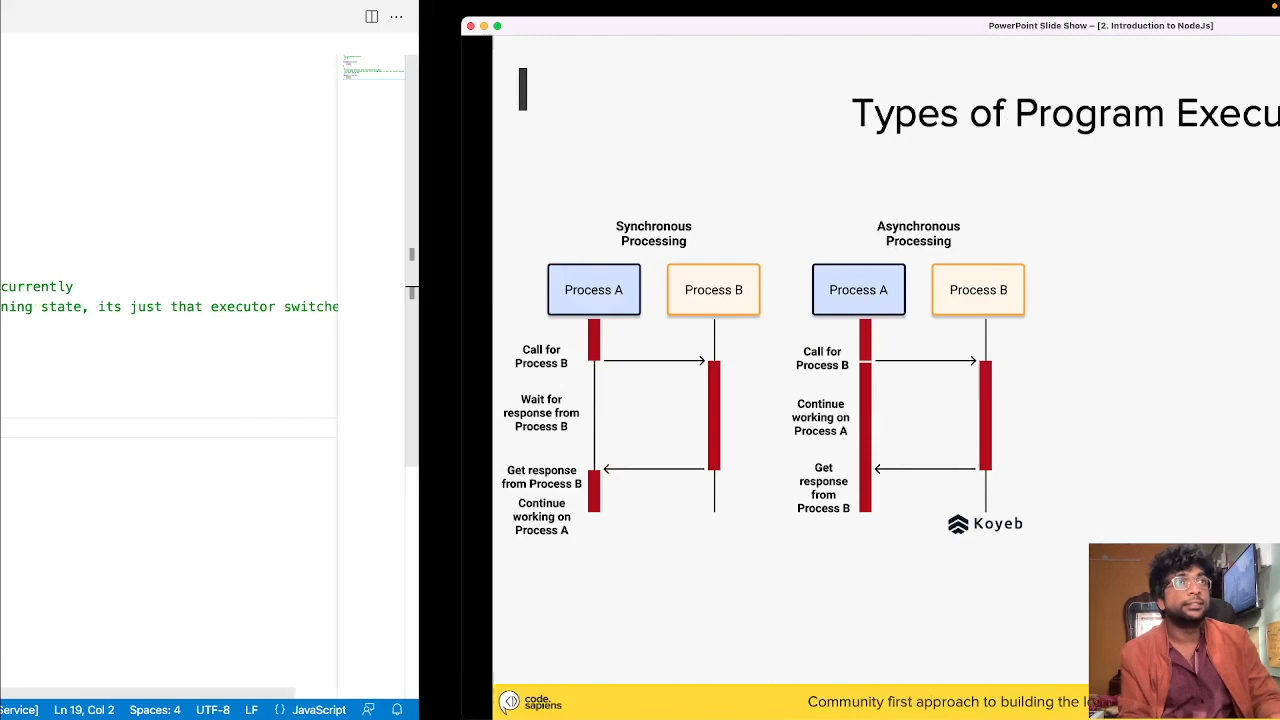 currently
ning state, its just that executor switche
Service]
Ln 19, Col 2
Spaces: 4
UTF-8
LF
{ }
JavaScript
PowerPoint Slide Show – [2. Introduction to NodeJs]
Types of Program Execu
Synchronous
Processing
Process A
Process B
Call for
Process B
Wait for
response from
Process B
Get response
from Process B
Continue
working on
Process A
Asynchronous
Processing
Process A
Process B
Call for
Process B
Continue
working on
Process A
Get
response
from
Process B
Koyeb
code.
sapiens
Community first approach to building the